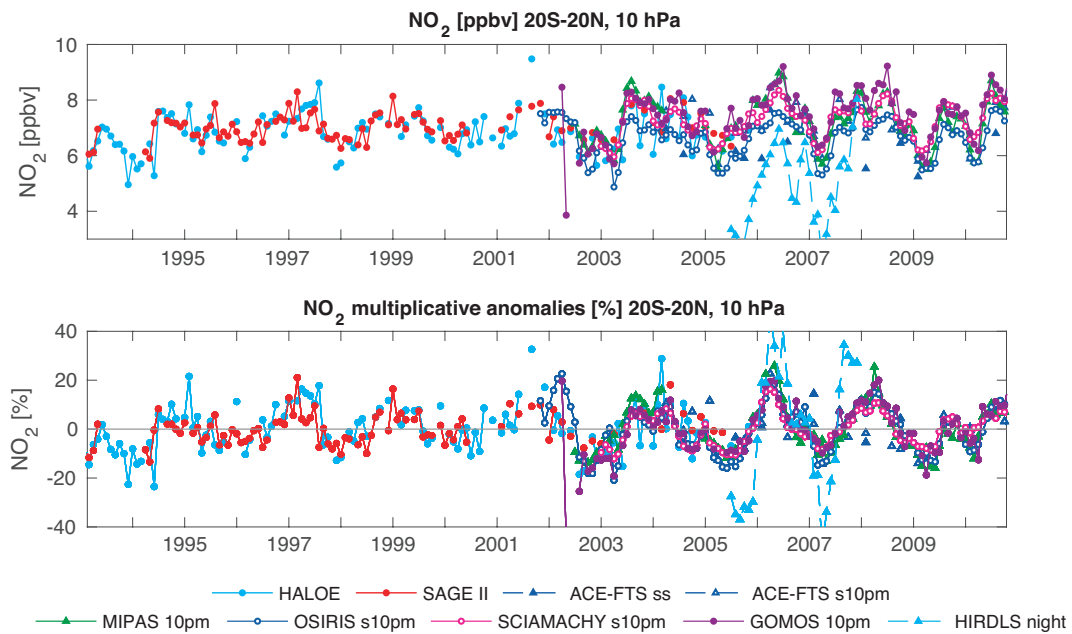 NO2 [ppbv] 20S-20N, 10 hPa
10
8
6
4
NO2 [ppbv]
1995 1997 1999 2001 2003 2005 2007 2009
NO2 multiplicative anomalies [%] 20S-20N, 10 hPa
40
20
0
-20
-40
NO2 [%]
1995 1997 1999 2001 2003 2005 2007 2009
HALOE SAGE II ACE-FTS ss ACE-FTS s10pm
MIPAS 10pm OSIRIS s10pm SCIAMACHY s10pm GOMOS 10pm HIRDLS night